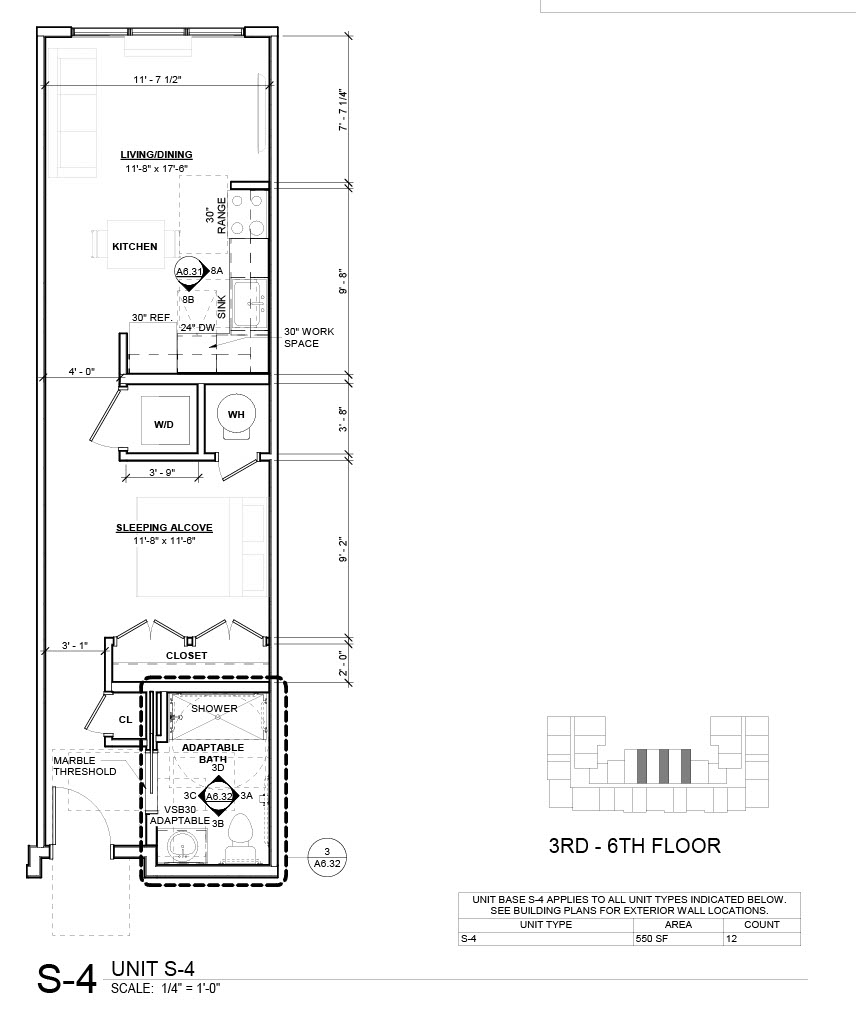 11' - 7 1/2"
7' - 7 1/4"
LIVING/DINING
11'-8" x 17'-6"
30"
RANGE
KITCHEN
A6.31
8A
8B
SINK
9' - 8"
30" REF.
24" DW
30" WORK
SPACE
4' - 0"
W/D
WH
3' - 8"
3' - 9"
SLEEPING ALCOVE
11'-8" x 11'-6"
9' - 2"
3' - 1"
CLOSET
2' - 0"
CL
SHOWER
ADAPTABLE
BATH
MARBLE
THRESHOLD
3D
3C
A6.32
3A
3B
VSB30
ADAPTABLE
3
A6.32
3RD - 6TH FLOOR
UNIT BASE S-4 APPLIES TO ALL UNIT TYPES INDICATED BELOW.
SEE BUILDING PLANS FOR EXTERIOR WALL LOCATIONS.
UNIT TYPE AREA COUNT
S-4 550 SF 12
S-4
UNIT S-4
SCALE: 1/4" = 1'-0"